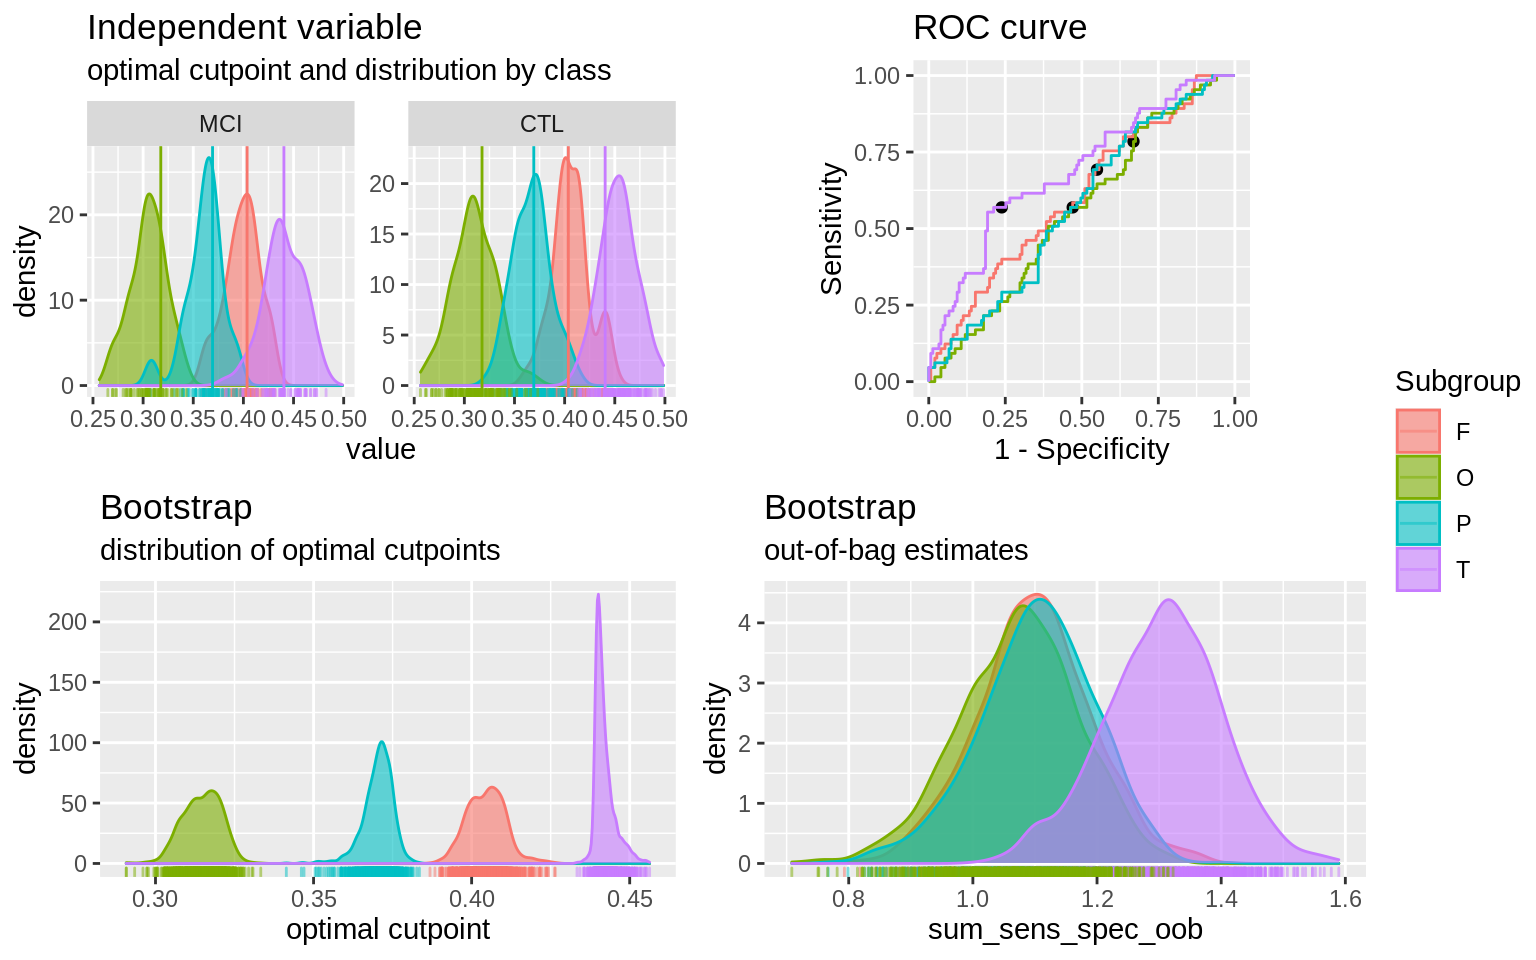 Independent variable
optimal cutpoint and distribution by class
MCI
CTL
density
0
10
20
0
5
10
15
20
0.25 0.30 0.35 0.40 0.45 0.50
0.25 0.30 0.35 0.40 0.45 0.50
value
ROC curve
Sensitivity
1.00
0.75
0.50
0.25
0.00
0.00 0.25 0.50 0.75 1.00
1 - Specificity
Subgroup
F
O
P
T
Bootstrap
distribution of optimal cutpoints
density
200
150
100
50
0
0.30 0.35 0.40 0.45
optimal cutpoint
Bootstrap
out-of-bag estimates
density
4
3
2
1
0
0.8 1.0 1.2 1.4 1.6
sum_sens_spec_oob